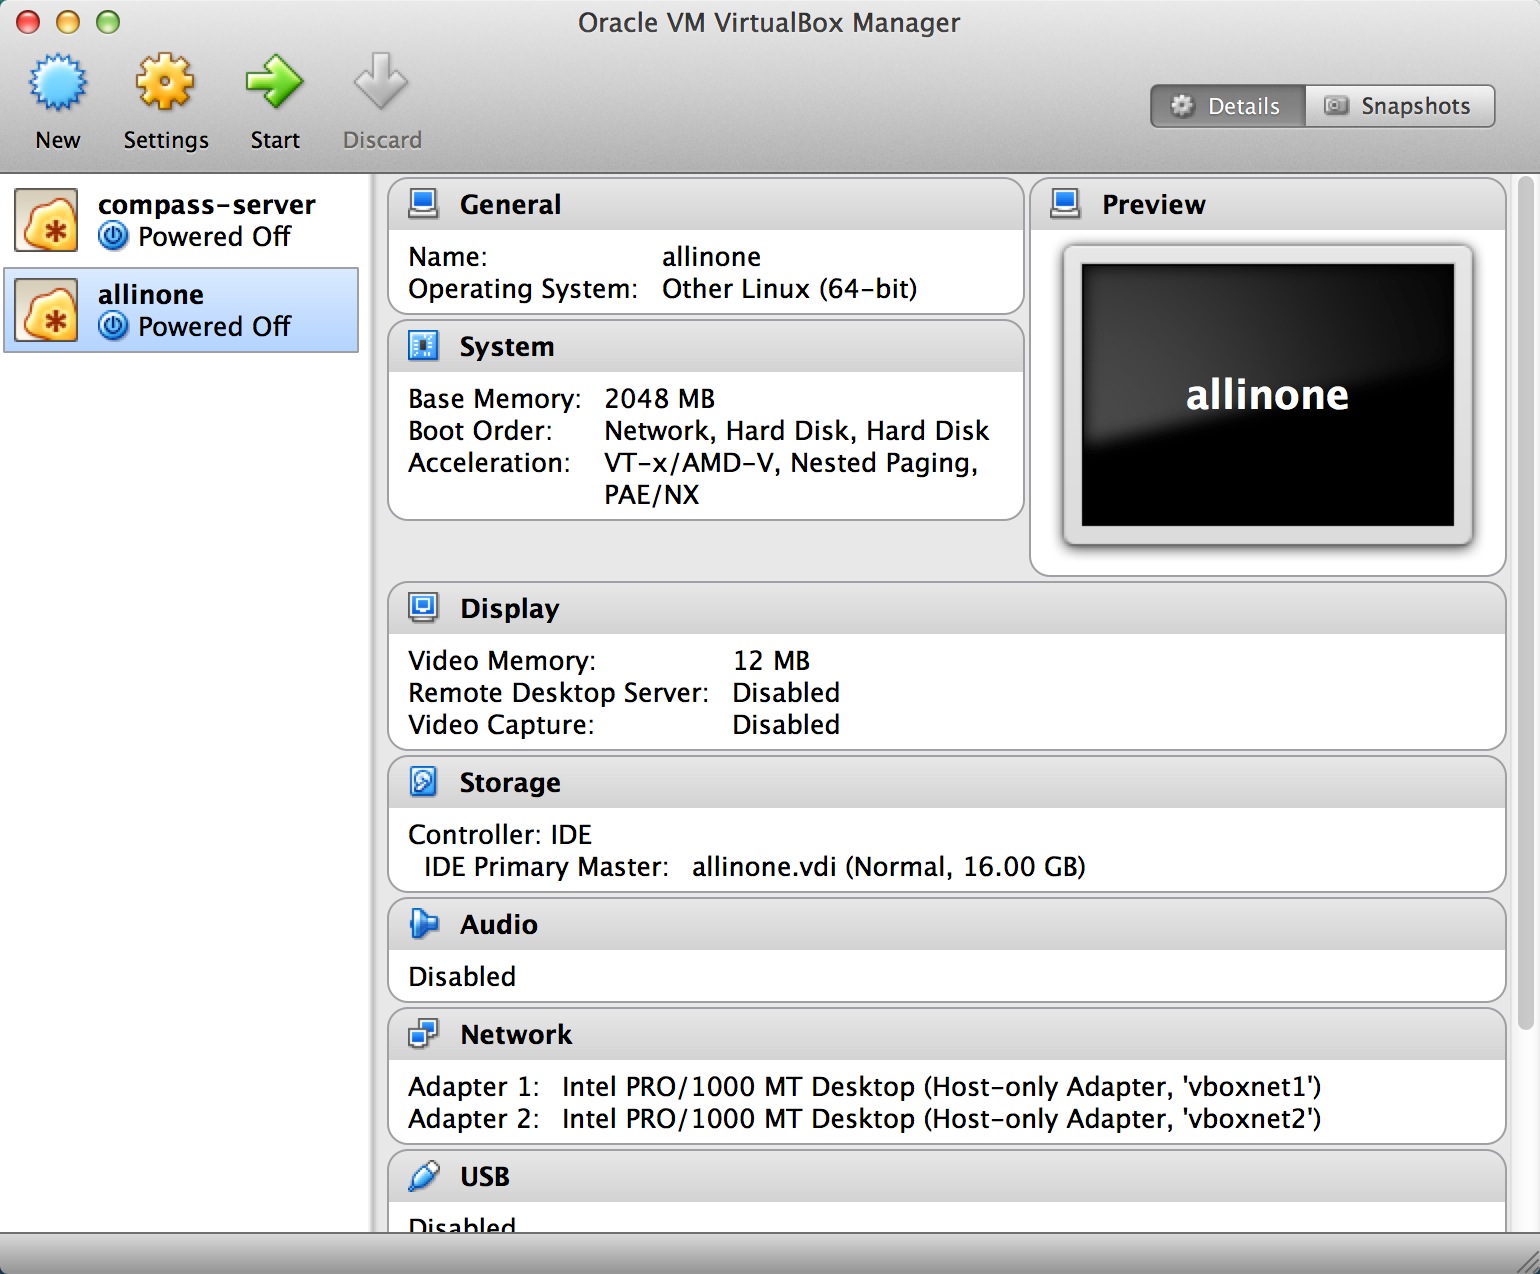 Oracle VM VirtualBox Manager
New
Settings
Start
Discard
Details
Snapshots
compass-server
Powered Off
allinone
Powered Off
General
Name: allinone
Operating System: Other Linux (64-bit)
System
Base Memory: 2048 MB
Boot Order: Network, Hard Disk, Hard Disk
Acceleration: VT-x/AMD-V, Nested Paging,
PAE/NX
Preview
allinone
Display
Video Memory: 12 MB
Remote Desktop Server: Disabled
Video Capture: Disabled
Storage
Controller: IDE
IDE Primary Master: allinone.vdi (Normal, 16.00 GB)
Audio
Disabled
Network
Adapter 1: Intel PRO/1000 MT Desktop (Host-only Adapter, 'vboxnet1')
Adapter 2: Intel PRO/1000 MT Desktop (Host-only Adapter, 'vboxnet2')
USB
Disabled